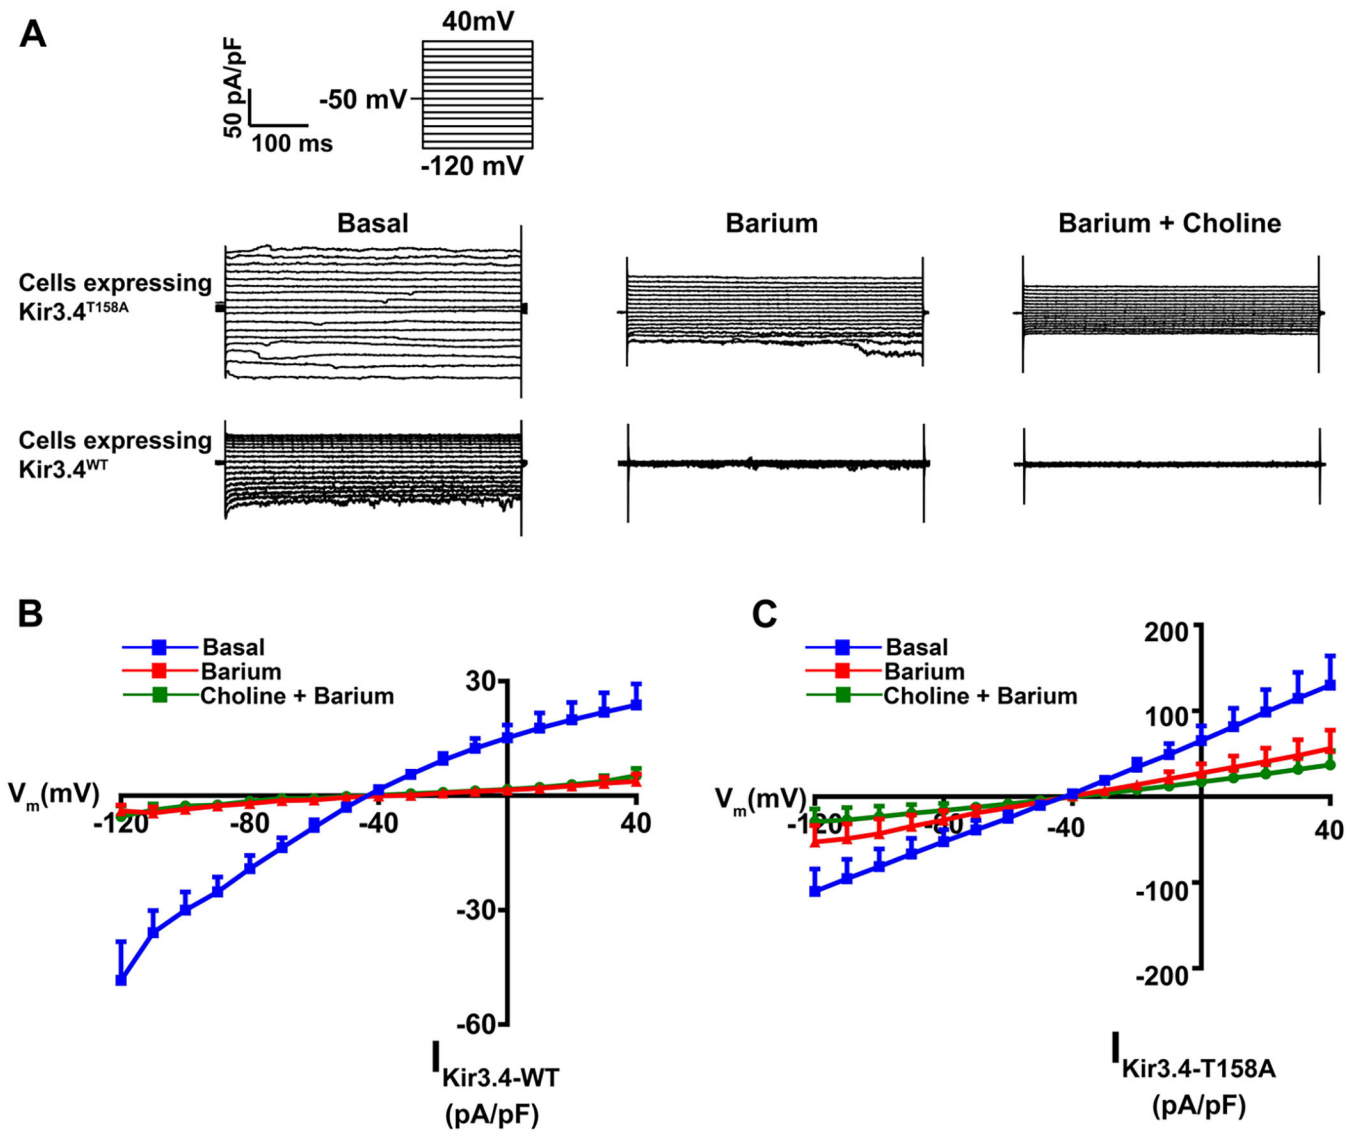 A
40mV
50 pA/pF
-50 mV
100 ms
-120 mV
Basal
Barium
Barium + Choline
Cells expressing
Kir3.4T158A
Cells expressing
Kir3.4WT
B
Basal
Barium
Choline + Barium
30
Vm(mV)
-120
-80
-40
40
-30
-60
IKir3.4-WT
(pA/pF)
C
Basal
Barium
Choline + Barium
200
100
Vm(mV)
-120
-80
-40
40
-100
-200
IKir3.4-T158A
(pA/pF)